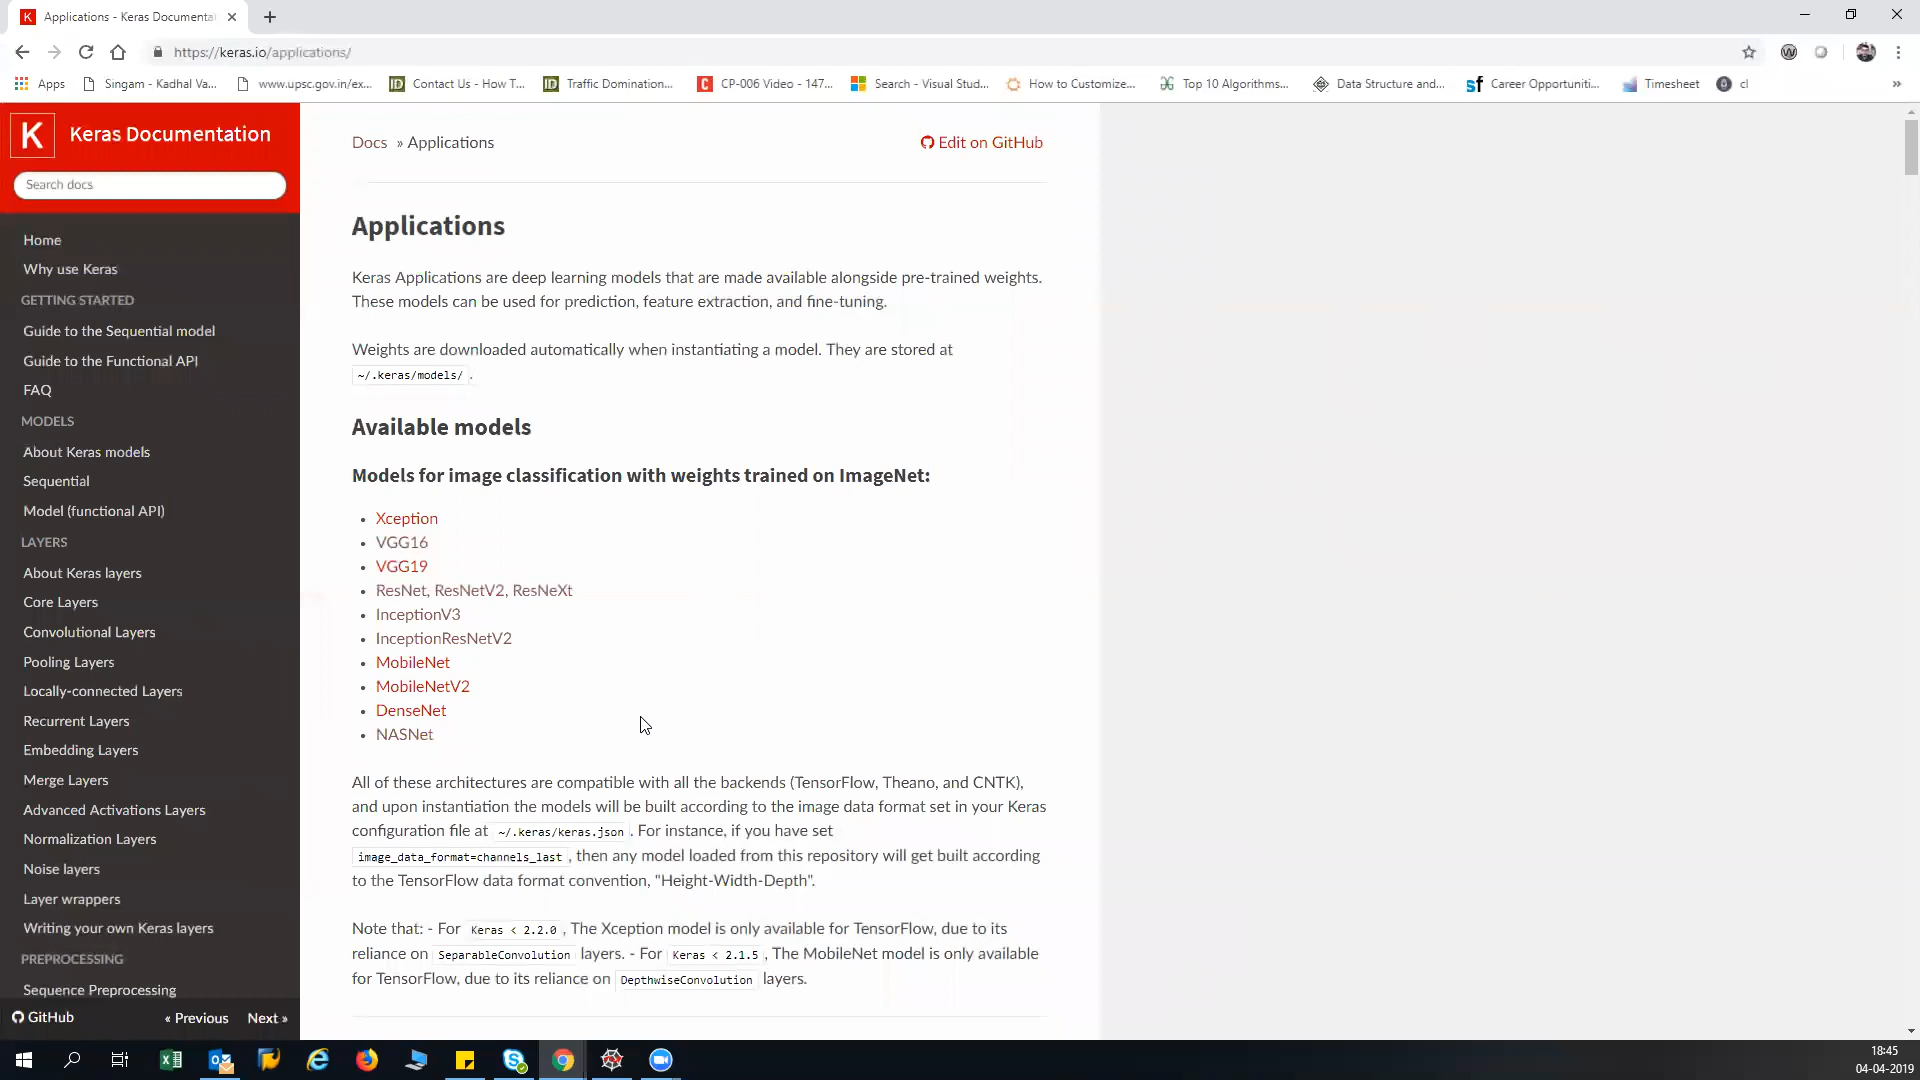 Applications - Keras Documenta
https://keras.io/applications/
Apps
Singam - Kadhal Va...
www.upsc.gov.in/ex...
Contact Us - How T...
Traffic Domination...
CP-006 Video - 147...
Search - Visual Stud...
How to Customize...
Top 10 Algorithms...
Data Structure and...
Career Opportuniti...
Timesheet
cl
»
K
Keras Documentation
Search docs
Home
Why use Keras
GETTING STARTED
Guide to the Sequential model
Guide to the Functional API
FAQ
MODELS
About Keras models
Sequential
Model (functional API)
LAYERS
About Keras layers
Core Layers
Convolutional Layers
Pooling Layers
Locally-connected Layers
Recurrent Layers
Embedding Layers
Merge Layers
Advanced Activations Layers
Normalization Layers
Noise layers
Layer wrappers
Writing your own Keras layers
PREPROCESSING
Sequence Preprocessing
GitHub
« Previous
Next »
Docs » Applications
Edit on GitHub
Applications
Keras Applications are deep learning models that are made available alongside pre-trained weights.
These models can be used for prediction, feature extraction, and fine-tuning.
Weights are downloaded automatically when instantiating a model. They are stored at
~/.keras/models/ .
Available models
Models for image classification with weights trained on ImageNet:
• Xception
• VGG16
• VGG19
• ResNet, ResNetV2, ResNeXt
• InceptionV3
• InceptionResNetV2
• MobileNet
• MobileNetV2
• DenseNet
• NASNet
All of these architectures are compatible with all the backends (TensorFlow, Theano, and CNTK),
and upon instantiation the models will be built according to the image data format set in your Keras
configuration file at ~/.keras/keras.json . For instance, if you have set
image_data_format=channels_last , then any model loaded from this repository will get built according
to the TensorFlow data format convention, "Height-Width-Depth".
Note that: - For Keras < 2.2.0 , The Xception model is only available for TensorFlow, due to its
reliance on SeparableConvolution layers. - For Keras < 2.1.5 , The MobileNet model is only available
for TensorFlow, due to its reliance on DepthwiseConvolution layers.
18:45
04-04-2019